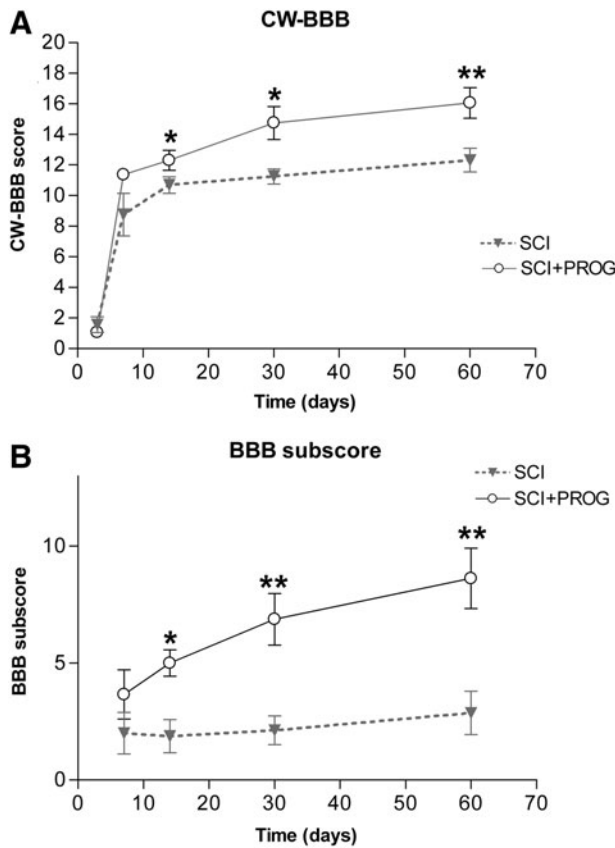 A
CW-BBB
20
18
16
14
12
10
8
6
4
2
0
CW-BBB score
*
*
**
SCI
SCI+PROG
0 10 20 30 40 50 60 70
Time (days)
B
BBB subscore
SCI
SCI+PROG
10
5
0
BBB subscore
*
**
**
0 10 20 30 40 50 60 70
Time (days)